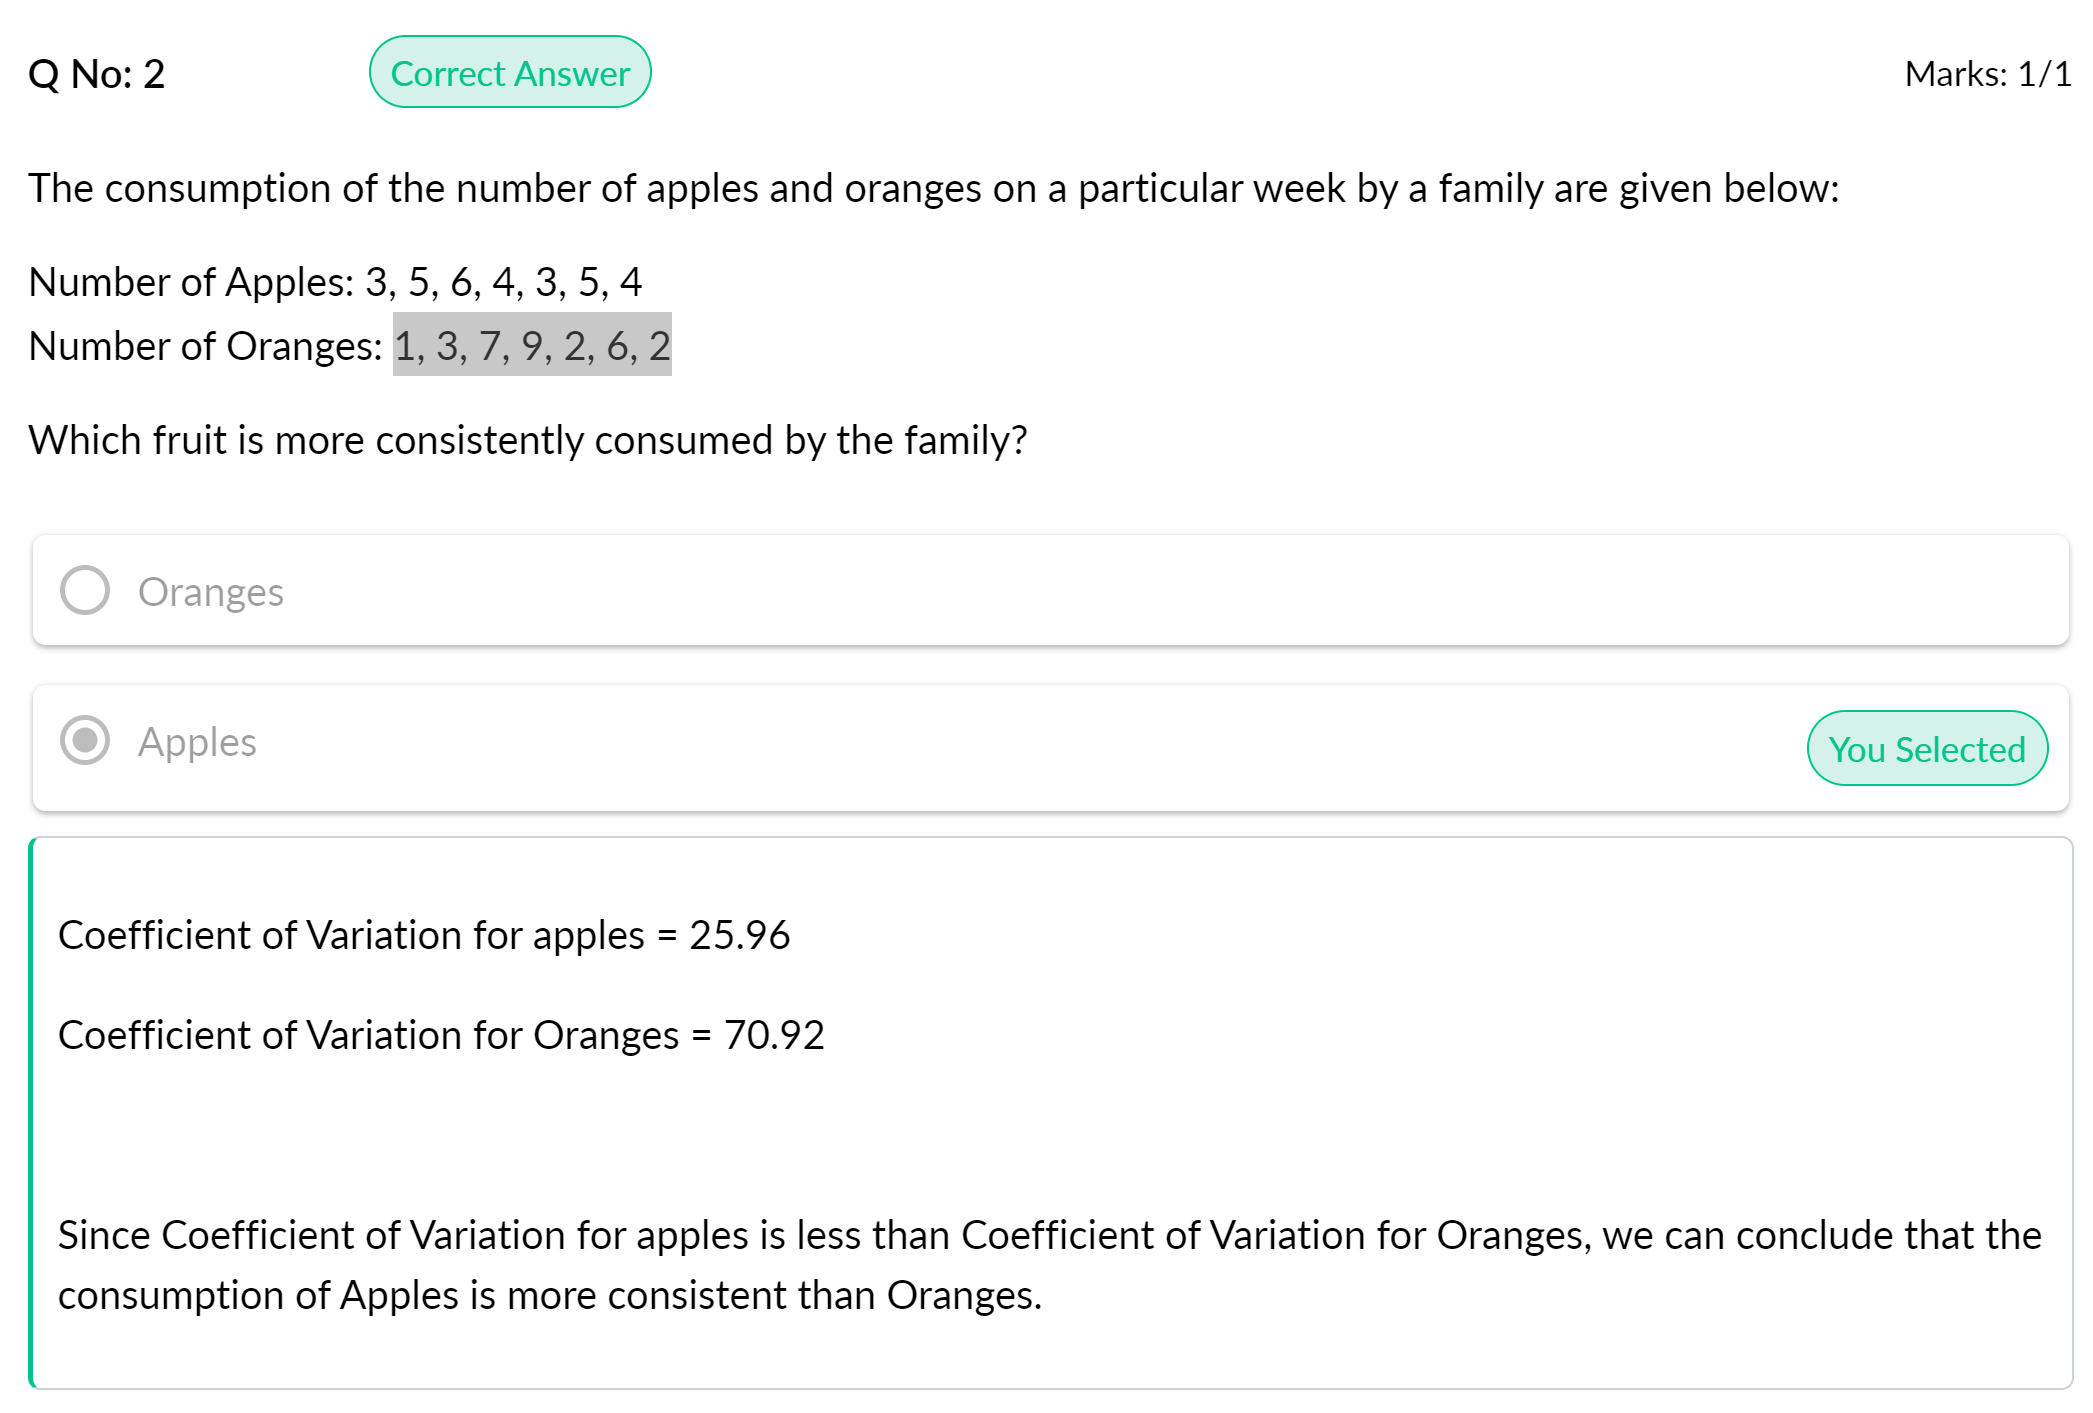 Q No: 2
Correct Answer
Marks: 1/1
The consumption of the number of apples and oranges on a particular week by a family are given below:
Number of Apples: 3, 5, 6, 4, 3, 5, 4
Number of Oranges: 1, 3, 7, 9, 2, 6, 2
Which fruit is more consistently consumed by the family?
Oranges
Apples
You Selected
Coefficient of Variation for apples = 25.96
Coefficient of Variation for Oranges = 70.92
Since Coefficient of Variation for apples is less than Coefficient of Variation for Oranges, we can conclude that the
consumption of Apples is more consistent than Oranges.